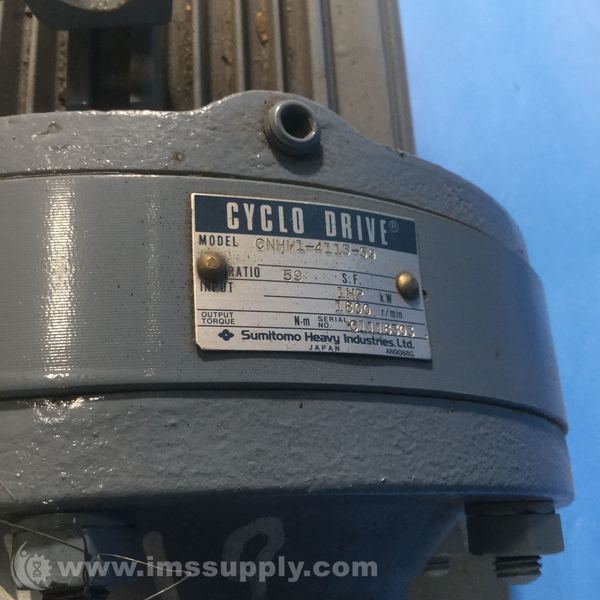 CYCLO DRIVE®
MODEL CNHM1-4115-59
RATIO 59 S.F.
INPUT 1HP kW
1800 r/min
OUTPUT TORQUE N·m SERIAL NO.
Sumitomo Heavy Industries, Ltd.
JAPAN AN9088G
www.imssupply.com